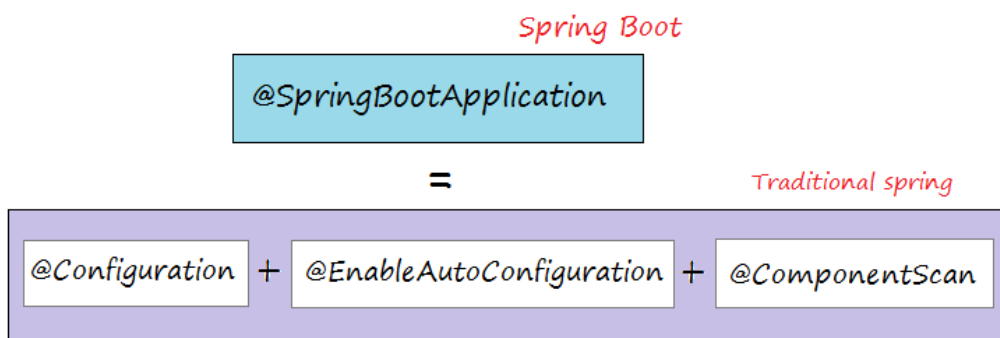 Spring Boot
@SpringBootApplication
=
Traditional spring
@Configuration + @EnableAutoConfiguration + @ComponentScan